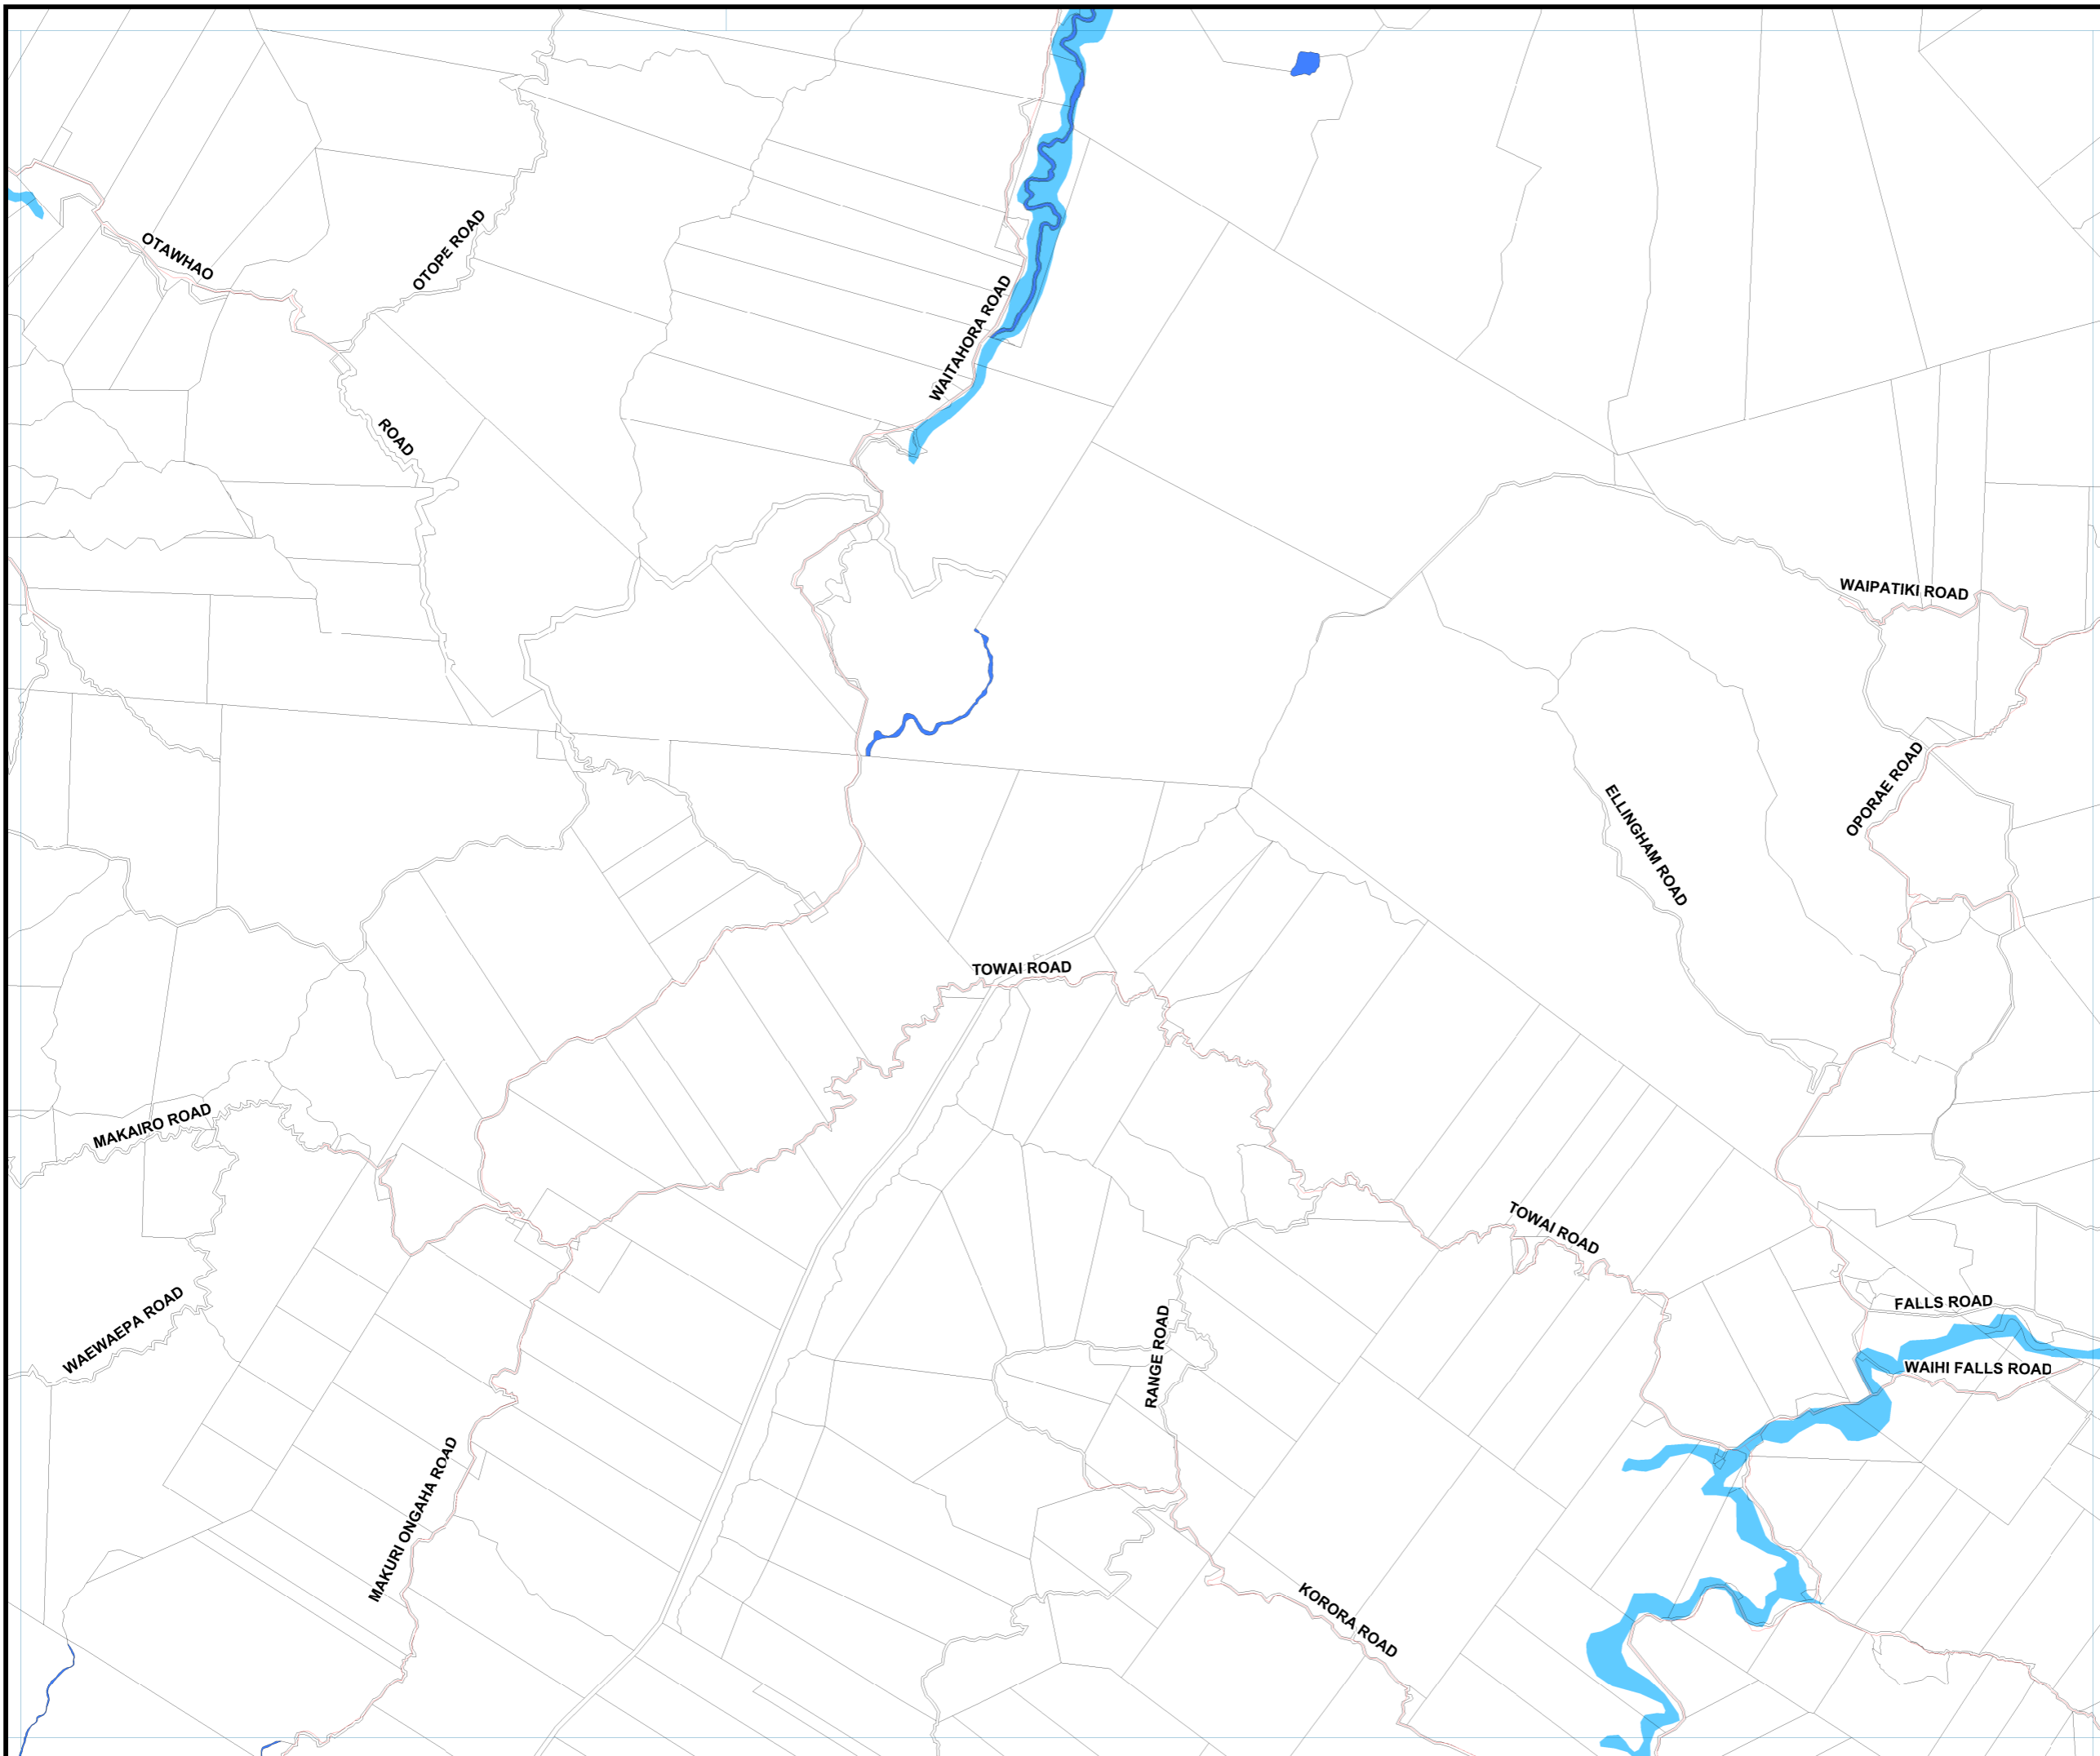 OTAWHAO
OTOPE ROAD
WAITAHORA ROAD
ROAD
WAIPATIKI ROAD
OPORAE ROAD
ELLINGHAM ROAD
TOWAI ROAD
MAKAIRO ROAD
TOWAI ROAD
WAEWAEPA ROAD
FALLS ROAD
RANGE ROAD
WAIHI FALLS ROAD
MAKURI ONGAHA ROAD
KORORA ROAD